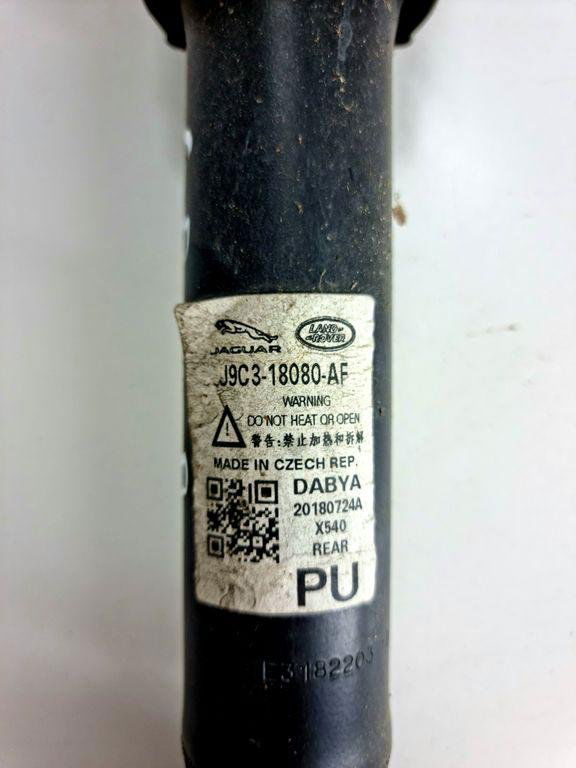 JAGUAR
LAND ROVER
J9C3-18080-AF
WARNING
DO NOT HEAT OR OPEN
警告:禁止加热和拆解
MADE IN CZECH REP.
DABYA
20180724A
X540
REAR
PU
E3182203